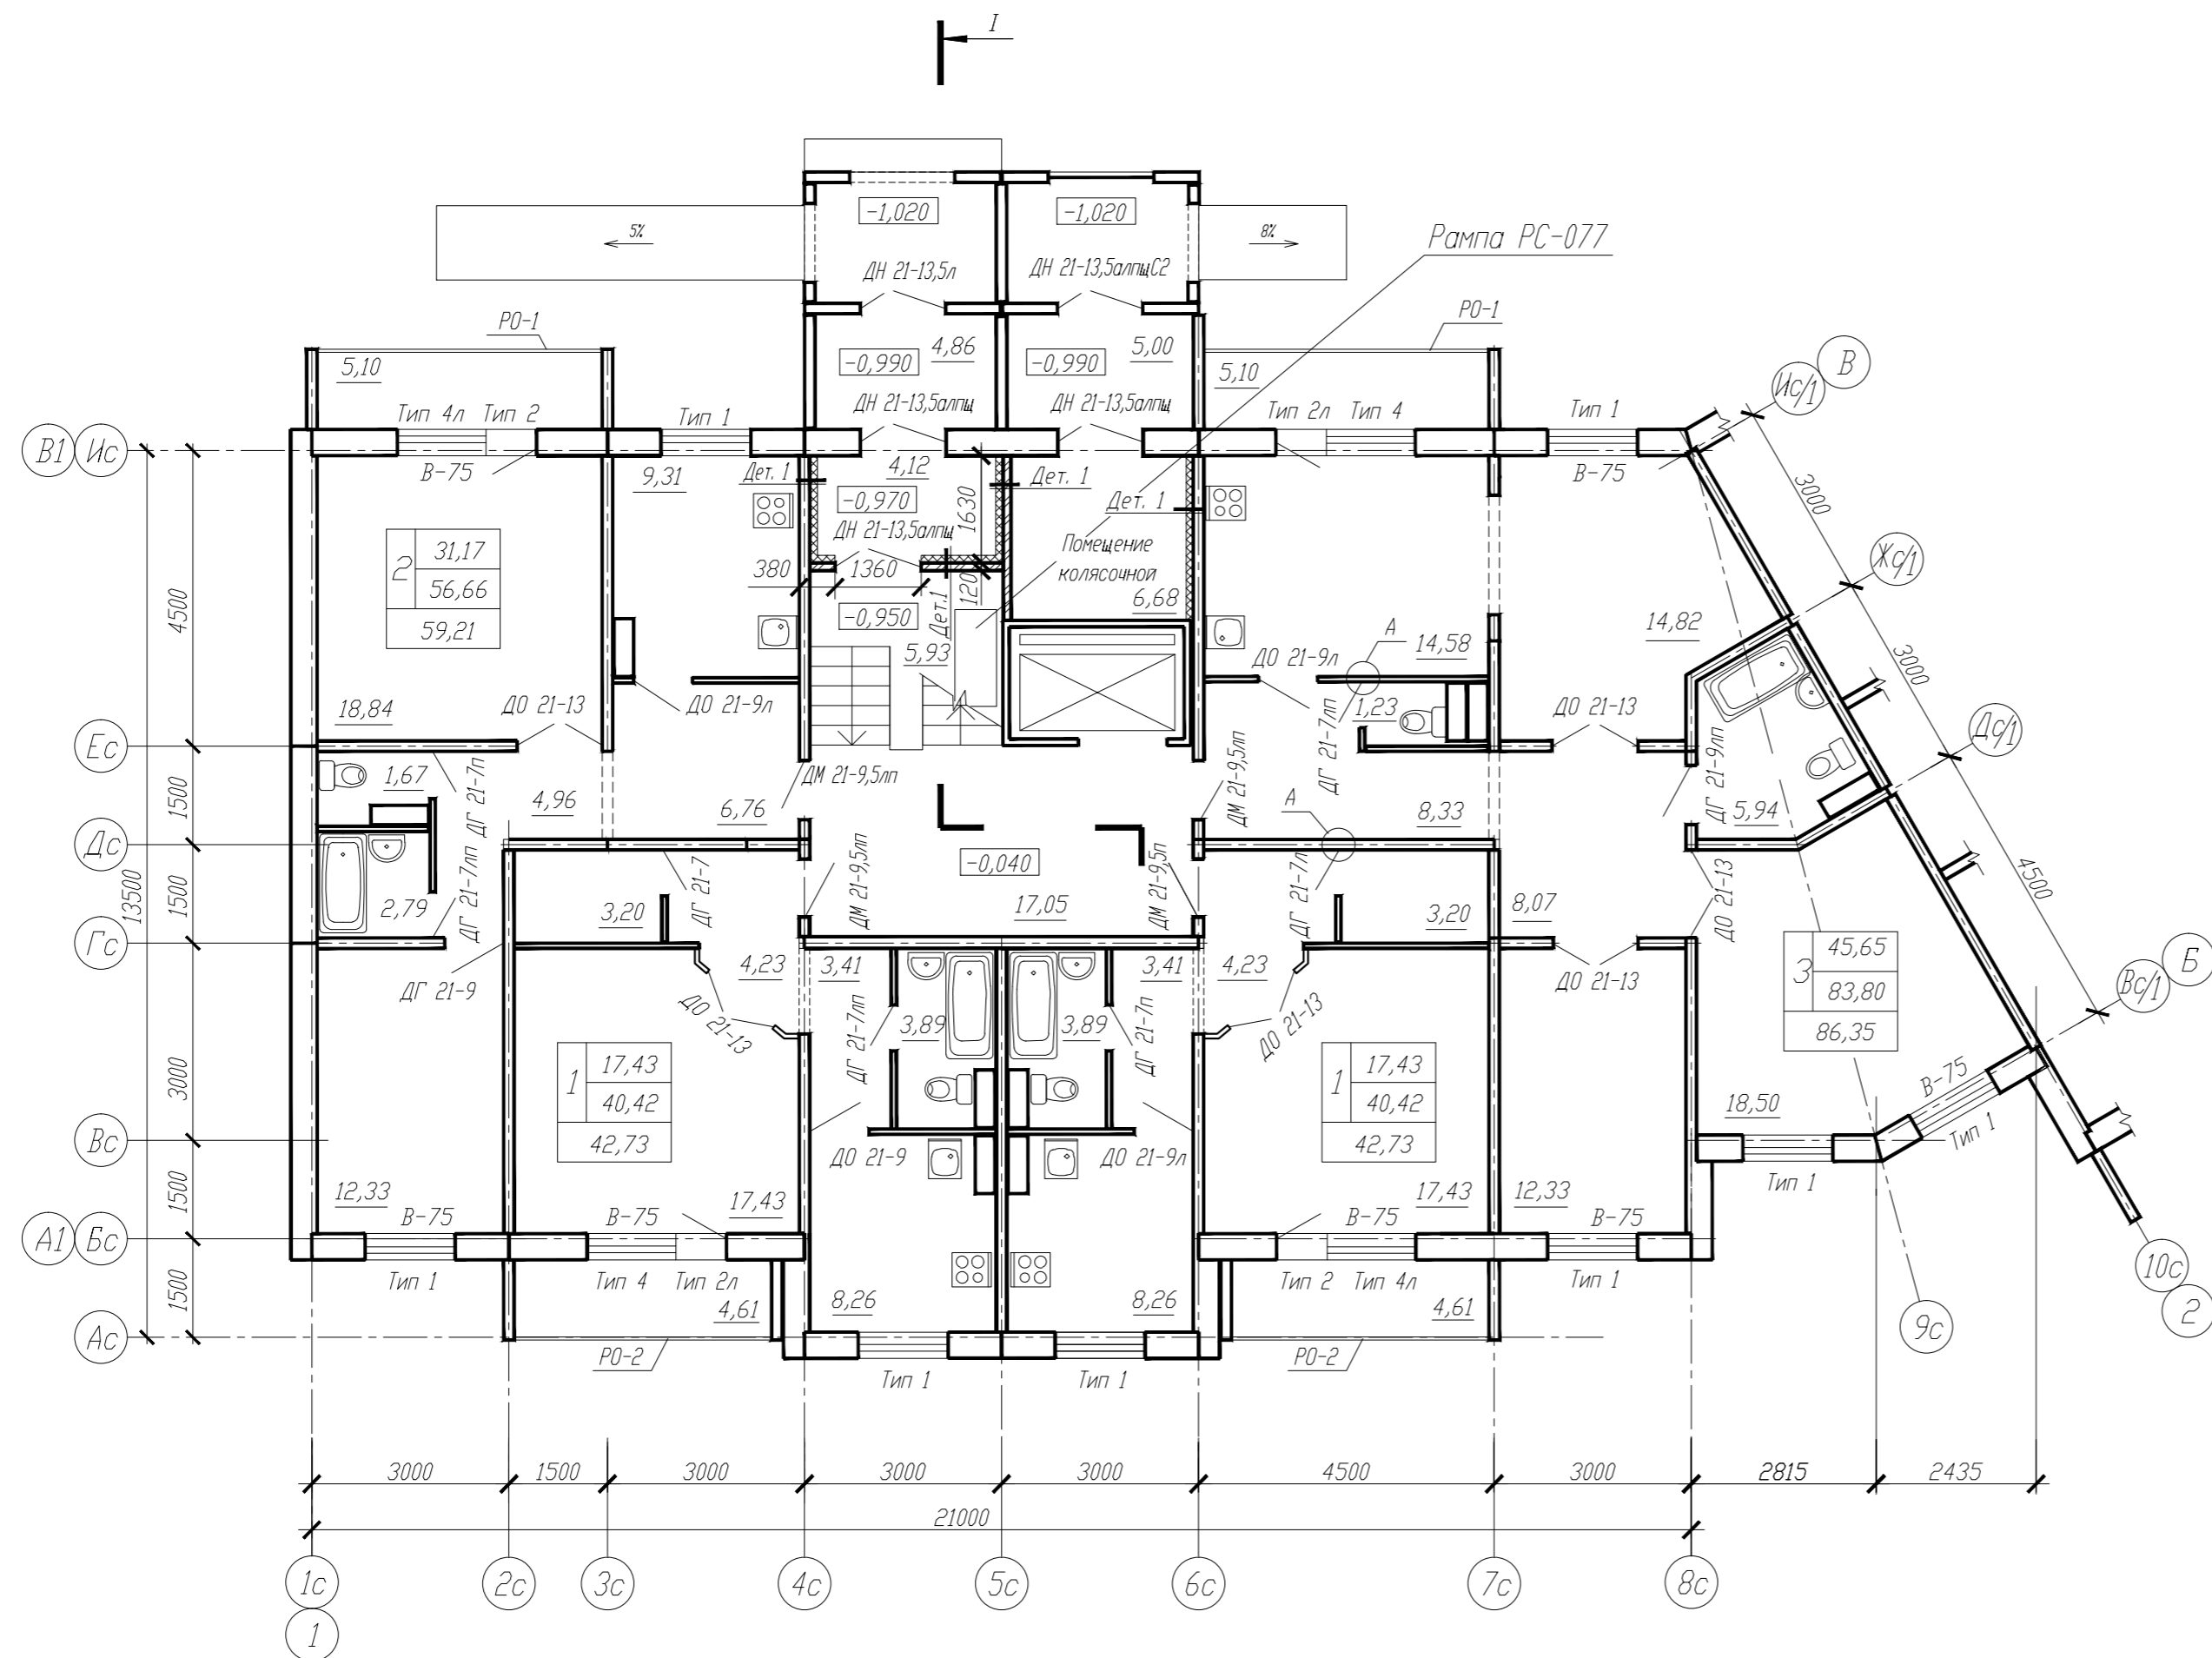 I
-1,020
-1,020
5%
8%
Рампа РС-077
ДН 21-13,5л
ДН 21-13,5алпщС2
РО-1
РО-1
5,10
-0,990
4,86
-0,990
5,00
5,10
Ис/1
В
Тип 4л
Тип 2
Тип 1
ДН 21-13,5алпщ
ДН 21-13,5алпщ
Тип 2л
Тип 4
Тип 1
В1
Ис
В-75
9,31
Дет. 1
4,12
Дет. 1
Дет. 1
В-75
3000
-0,970
1630
ДН 21-13,5алпщ
Помещение
колясочной
2
31,17
56,66
59,21
380
1360
120
6,68
Жс/1
4500
-0,950
Дет.1
А
14,82
3000
5,93
14,58
ДО 21-9л
18,84
ДО 21-13
ДО 21-9л
1,23
ДО 21-13
Дс/1
Ес
1,67
ДГ 21-7п
ДМ 21-9,5лп
ДМ 21-9,5лп
ДГ 21-7лп
ДГ 21-9лп
1500
4,96
6,76
А
8,33
5,94
Дс
-0,040
13500
1500
2,79
ДГ 21-7лп
3,20
ДГ 21-7
ДМ 21-9,5лп
17,05
ДМ 21-9,5п
ДГ 21-7л
3,20
8,07
ДО 21-13
4500
Гс
4,23
3,41
3,41
4,23
3
45,65
83,80
86,35
Вс/1
Б
ДГ 21-9
ДО 21-13
ДГ 21-7лп
3,89
3,89
ДГ 21-7п
ДО 21-13
ДО 21-13
3000
1
17,43
40,42
42,73
1
17,43
40,42
42,73
В-75
18,50
Тип 1
Вс
ДО 21-9
ДО 21-9л
1500
12,33
17,43
17,43
12,33
Тип 1
В-75
В-75
В-75
В-75
А1
Бс
10с
2
Тип 1
Тип 4
Тип 2л
Тип 2
Тип 4л
Тип 1
1500
4,61
8,26
8,26
4,61
9с
Ас
РО-2
РО-2
Тип 1
Тип 1
3000
1500
3000
3000
3000
4500
3000
2815
2435
21000
1с
2с
3с
4с
5с
6с
7с
8с
1